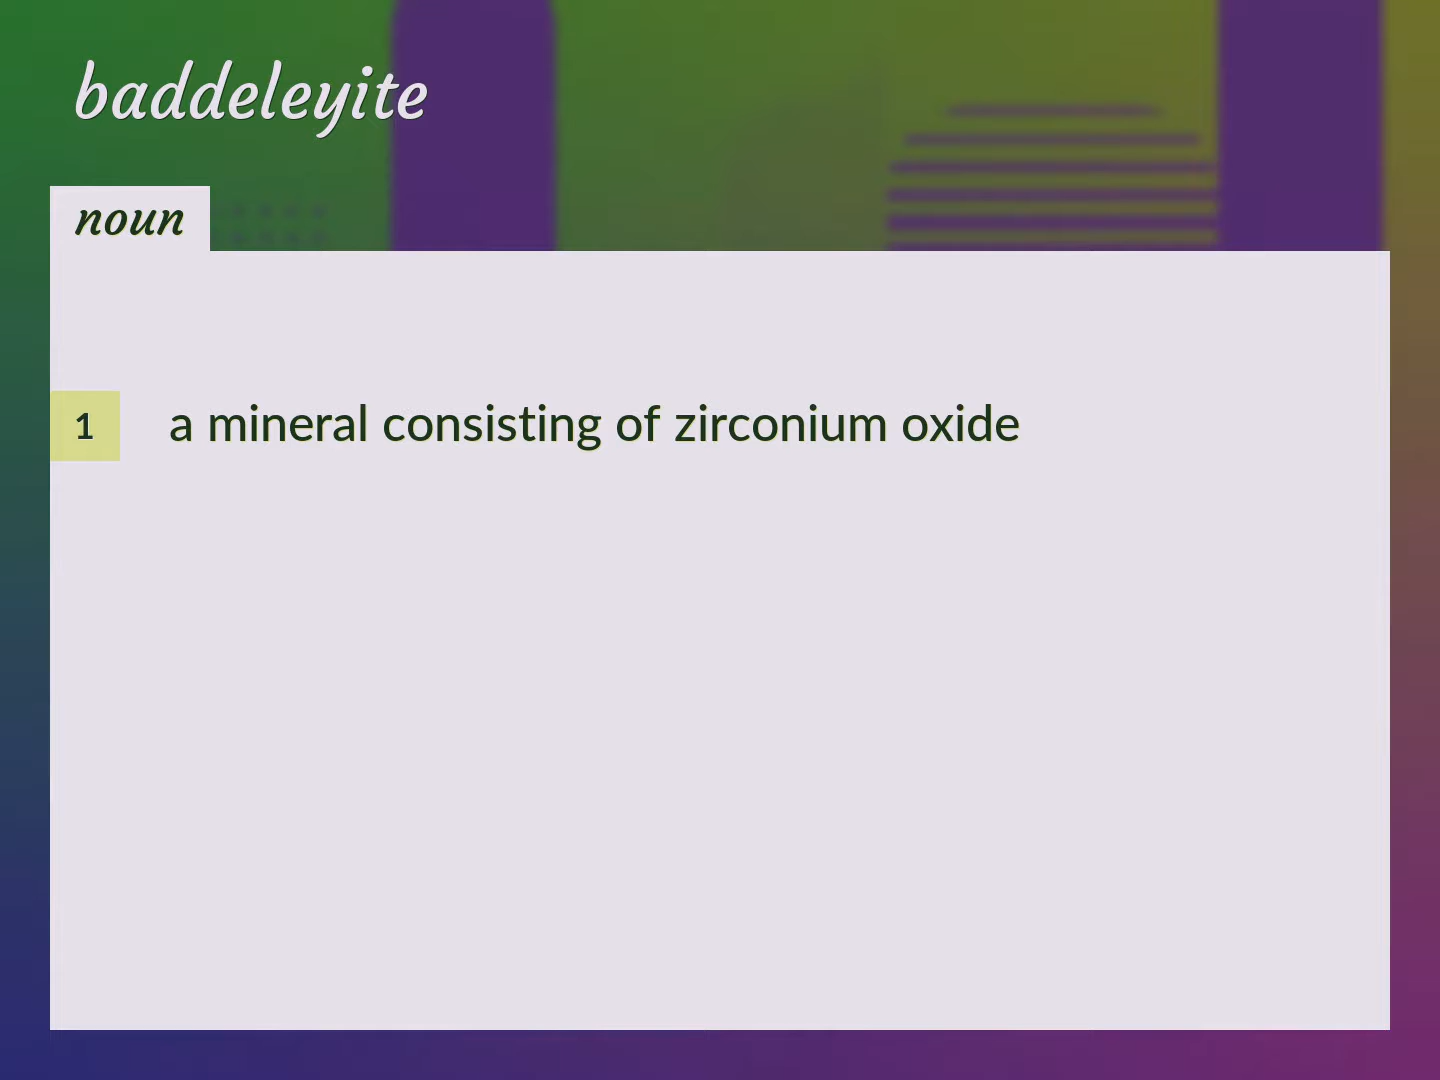 baddeleyite
noun
1 a mineral consisting of zirconium oxide